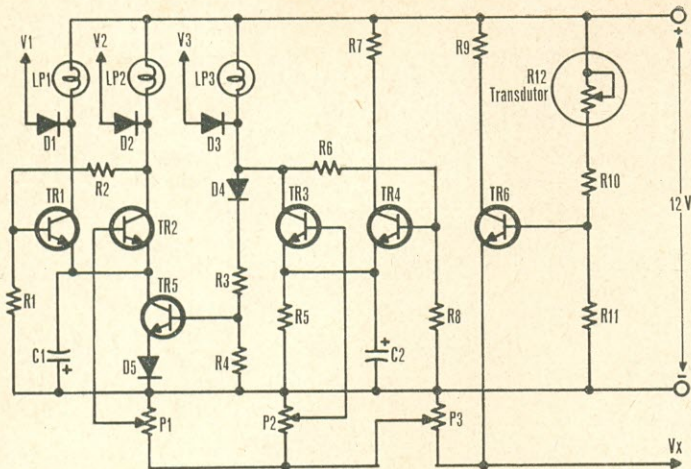 V1
V2
V3
LP1
LP2
LP3
R7
R9
+
R12
Transdutor
D1
D2
D3
R2
D4
R6
R10
12 V
TR1
TR2
TR3
TR4
TR6
TR5
R1
R3
R5
R8
R11
C1
+
D5
R4
+
C2
−
P1
P2
P3
Vx